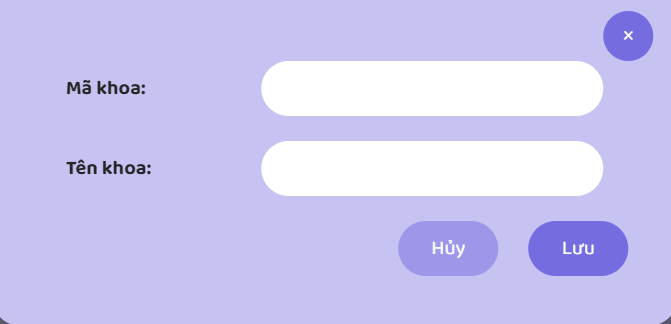 ×
Mã khoa:
Tên khoa:
Hủy Lưu